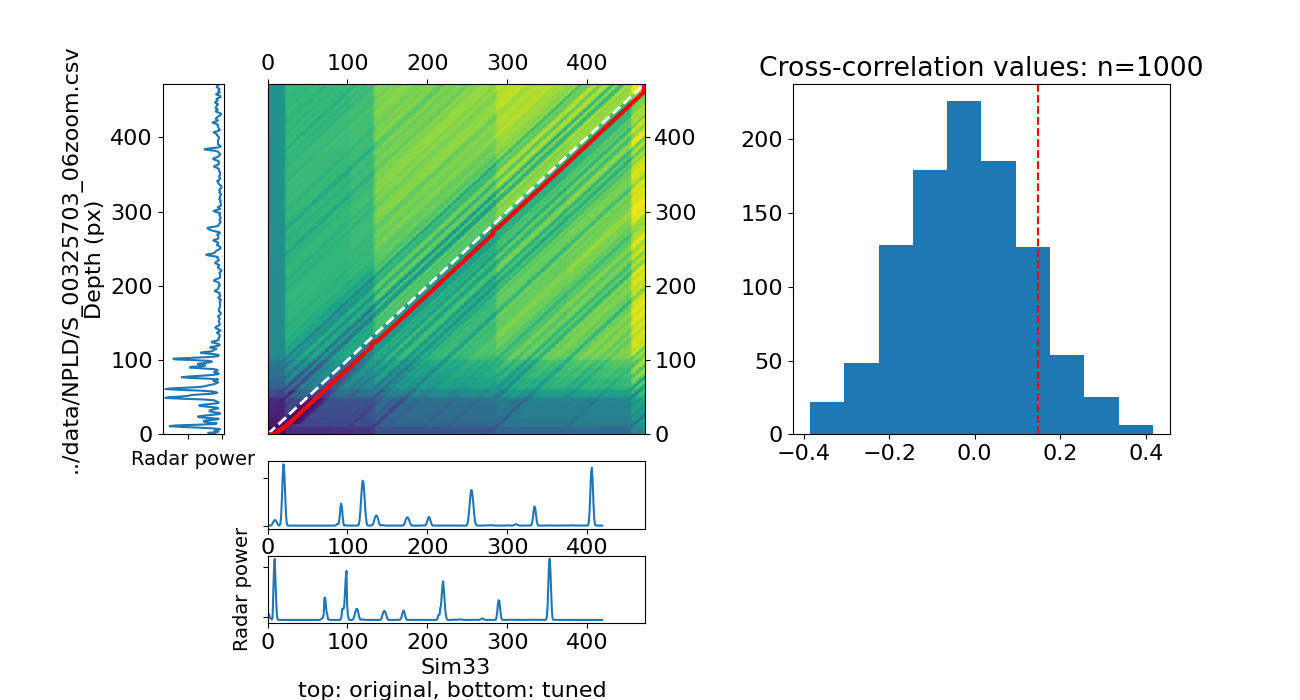 0 100 200 300 400
Cross-correlation values: n=1000
../data/NPLD/S_00325703_06zoom.csv
Depth (px)
400
300
200
100
0
400
300
200
100
0
200
150
100
50
0
−0.4 −0.2 0.0 0.2 0.4
Radar power
0 100 200 300 400
Radar power
0 100 200 300 400
Sim33
top: original, bottom: tuned